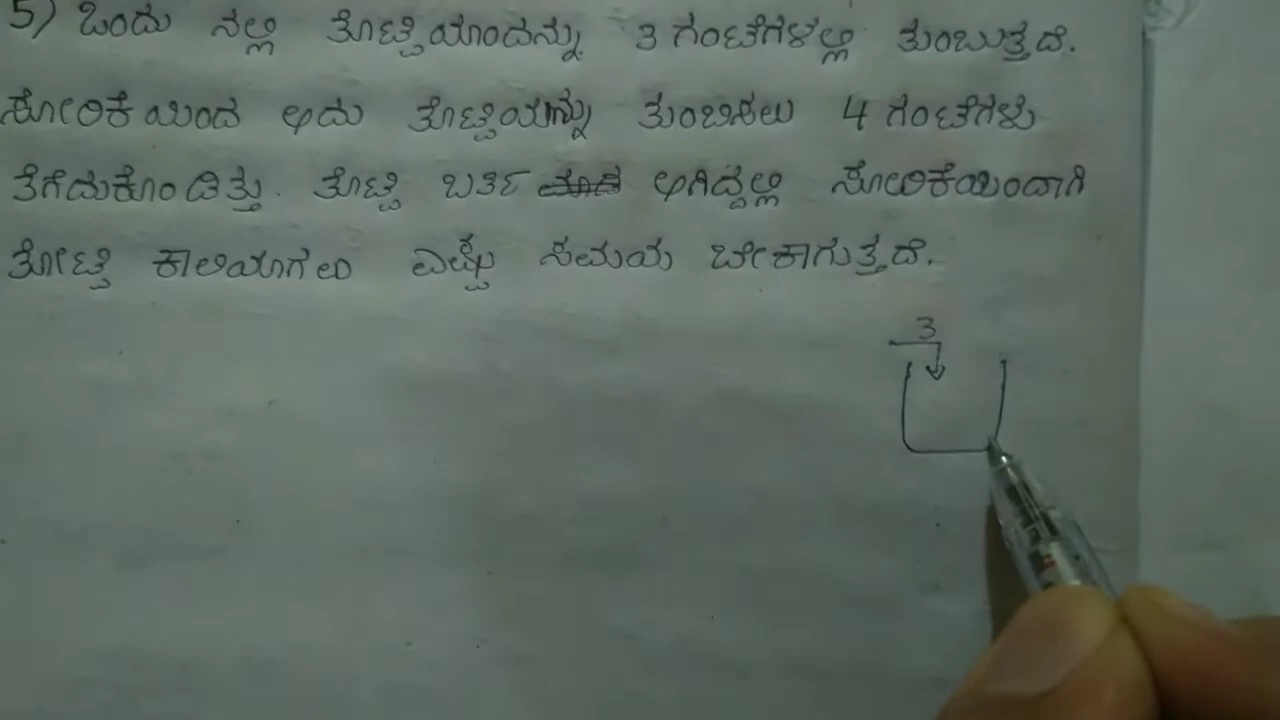 5) ಒಂದು ನಲ್ಲಿ ತೊಟ್ಟಿಯೊಂದನ್ನು 3 ಗಂಟೆಗಳಲ್ಲಿ ತುಂಬುತ್ತದೆ.
ಸೋರಿಕೆಯಿಂದ ಅದು ತೊಟ್ಟಿಯನ್ನು ತುಂಬಿಸಲು 4 ಗಂಟೆಗಳು
ತೆಗೆದುಕೊಂಡಿತ್ತು. ತೊಟ್ಟಿ ಬರ್ತಿ ಆಗಿದ್ದಲ್ಲಿ ಸೋರಿಕೆಯಿಂದಾಗಿ
ತೋಟ್ಟಿ ಕಾಲಿಯಾಗಲು ಎಷ್ಟು ಸಮಯ ಬೇಕಾಗುತ್ತದೆ.
3